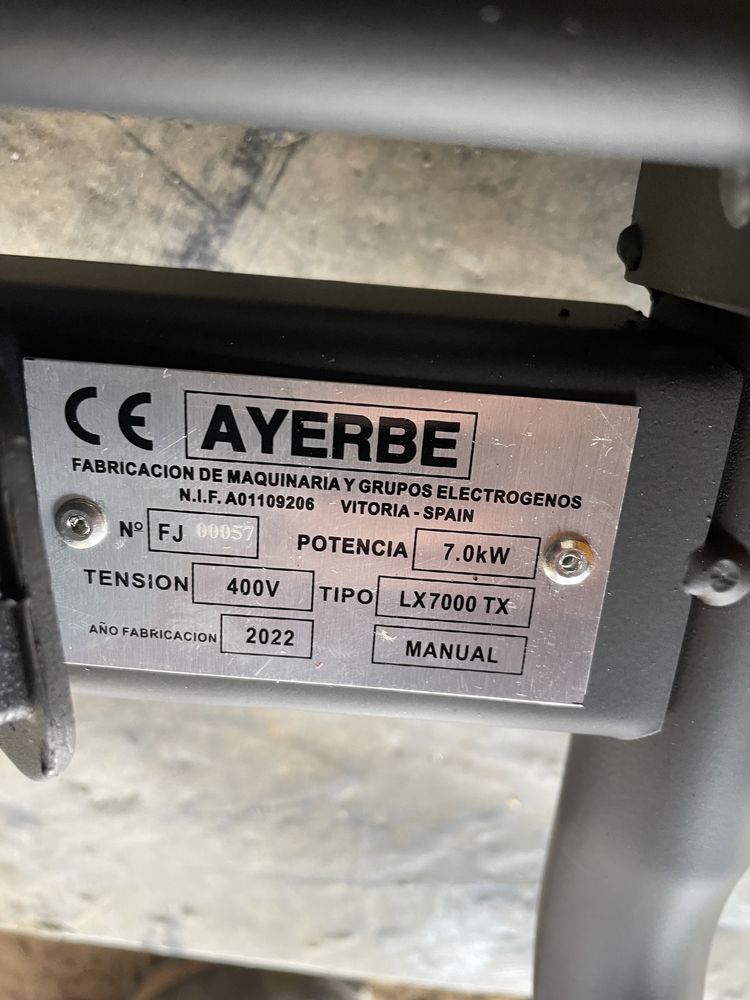 CE AYERBE
FABRICACION DE MAQUINARIA Y GRUPOS ELECTROGENOS
N.I.F. A01109206 VITORIA - SPAIN
Nº FJ 00057 POTENCIA 7.0kW
TENSION 400V TIPO LX7000 TX
AÑO FABRICACION 2022 MANUAL